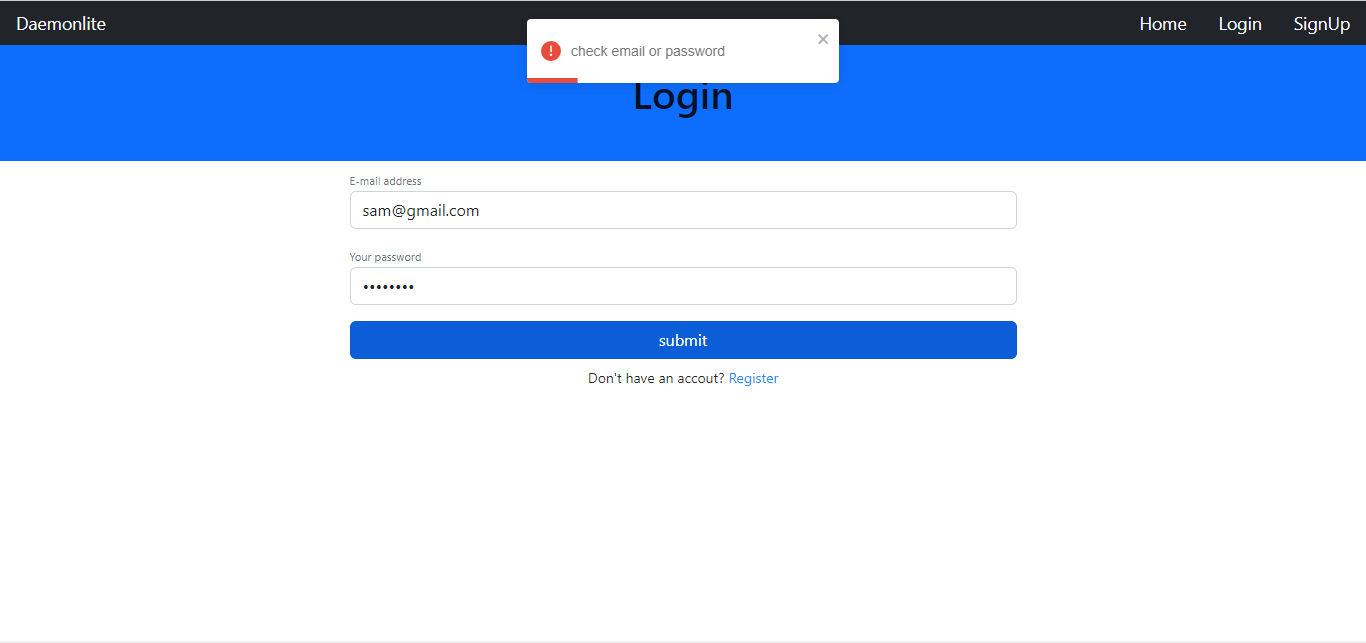 Daemonlite Home Login SignUp
check email or password
Login
E-mail address
sam@gmail.com
Your password
••••••••
submit
Don't have an accout? Register